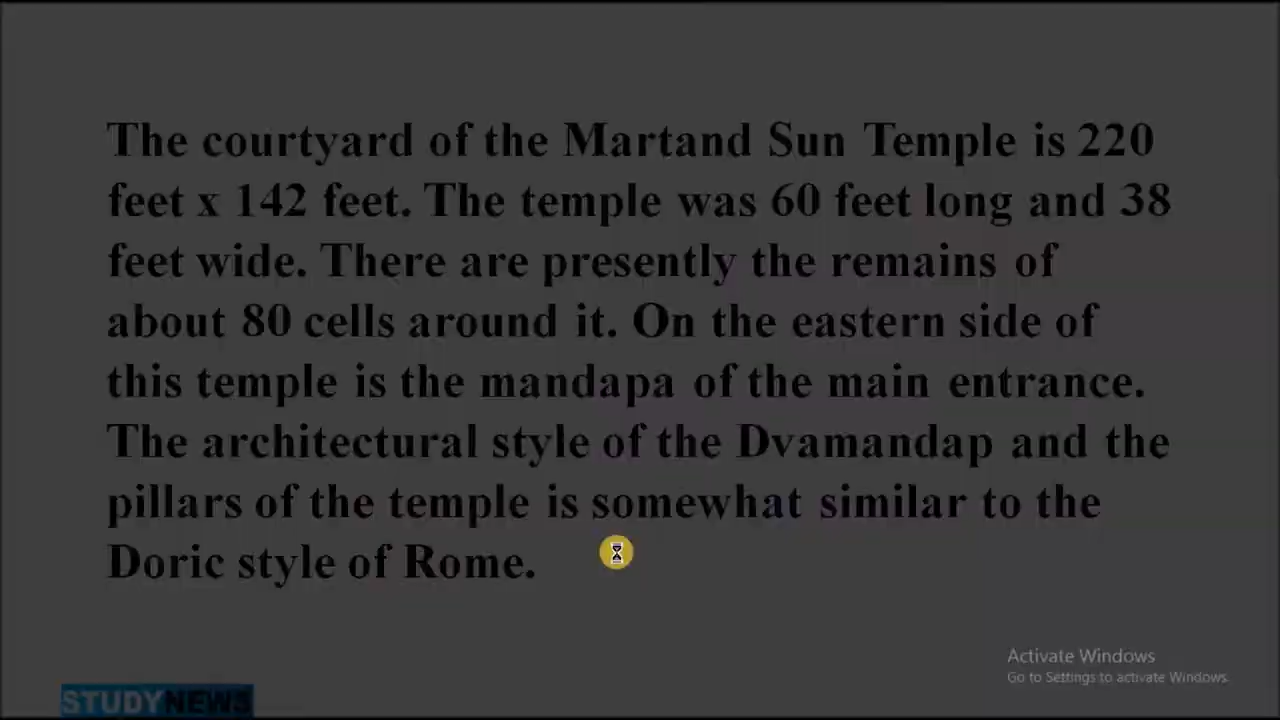 The courtyard of the Martand Sun Temple is 220
feet x 142 feet. The temple was 60 feet long and 38
feet wide. There are presently the remains of
about 80 cells around it. On the eastern side of
this temple is the mandapa of the main entrance.
The architectural style of the Dvamandap and the
pillars of the temple is somewhat similar to the
Doric style of Rome.
Activate Windows
Go to Settings to activate Windows.
STUDYNEWS